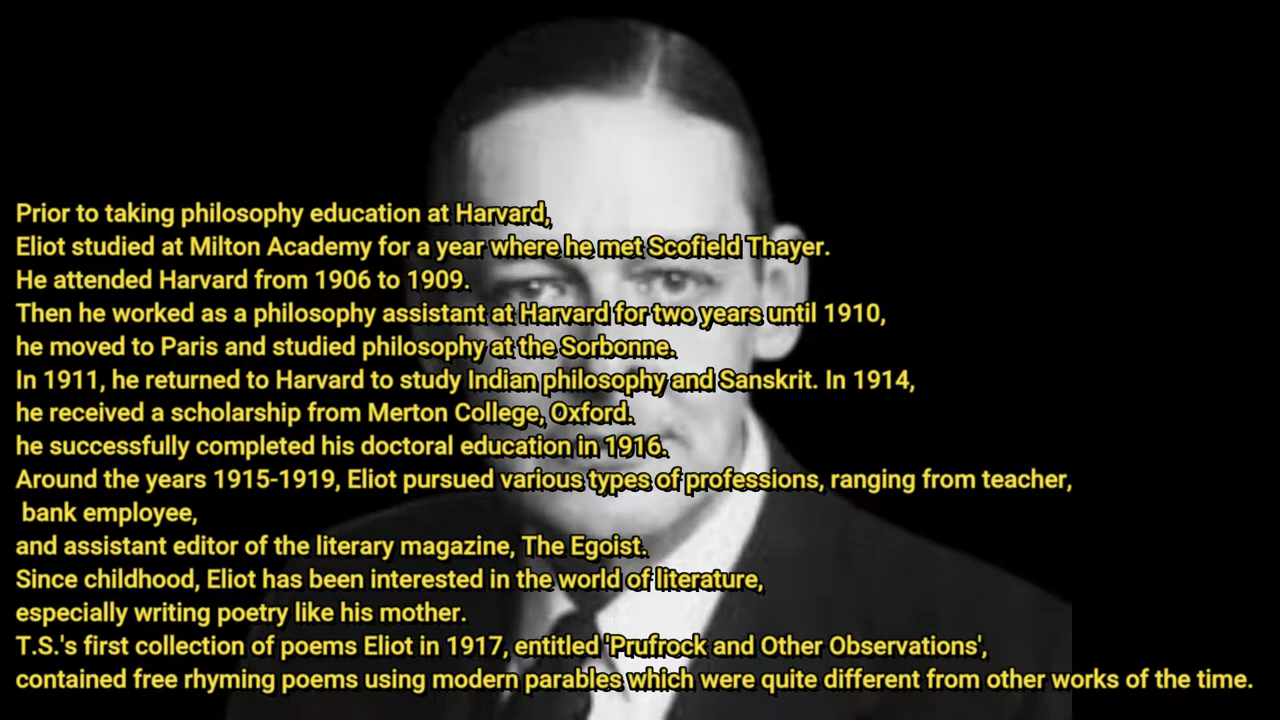 Prior to taking philosophy education at Harvard,
Eliot studied at Milton Academy for a year where he met Scofield Thayer.
He attended Harvard from 1906 to 1909.
Then he worked as a philosophy assistant at Harvard for two years until 1910,
he moved to Paris and studied philosophy at the Sorbonne.
In 1911, he returned to Harvard to study Indian philosophy and Sanskrit. In 1914,
he received a scholarship from Merton College, Oxford.
he successfully completed his doctoral education in 1916.
Around the years 1915-1919, Eliot pursued various types of professions, ranging from teacher,
bank employee,
and assistant editor of the literary magazine, The Egoist.
Since childhood, Eliot has been interested in the world of literature,
especially writing poetry like his mother.
T.S.'s first collection of poems Eliot in 1917, entitled 'Prufrock and Other Observations',
contained free rhyming poems using modern parables which were quite different from other works of the time.